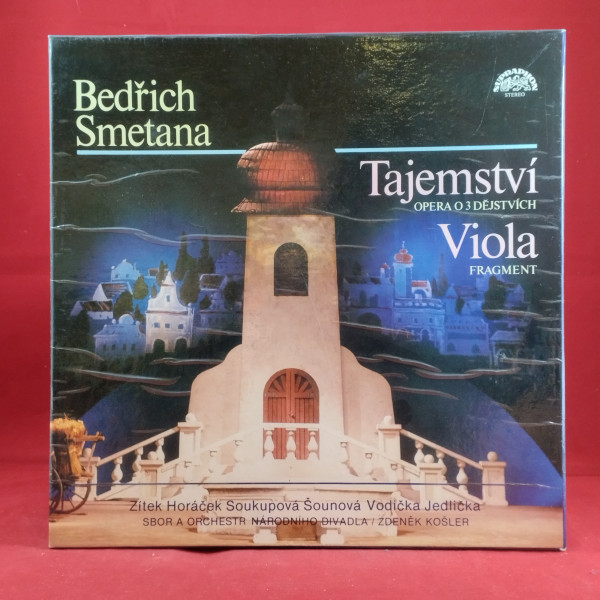 Bedřich
Smetana
SUPRAPHON
STEREO
Tajemství
OPERA O 3 DĚJSTVÍCH
Viola
FRAGMENT
Zítek Horáček Soukupová Šounová Vodička Jedlička
SBOR A ORCHESTR NÁRODNÍHO DIVADLA / ZDENĚK KOŠLER